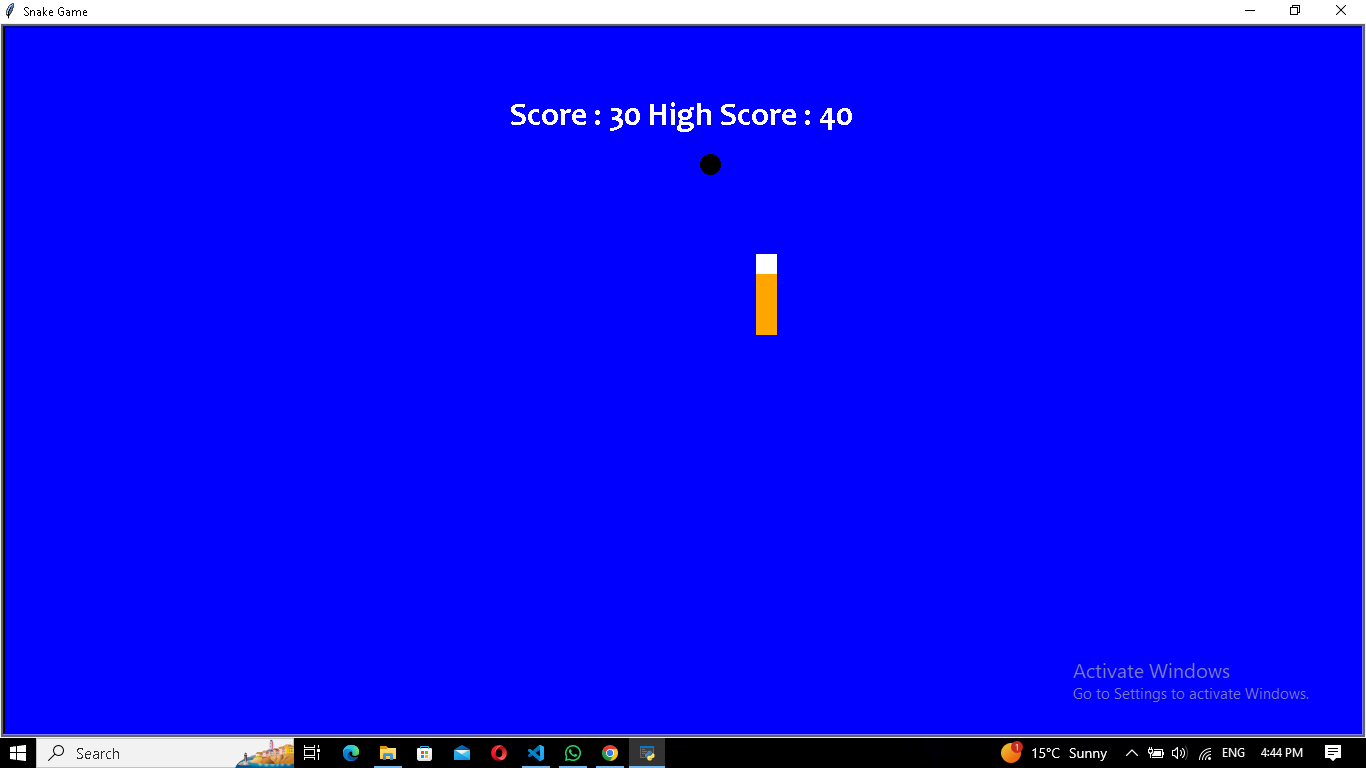 Snake Game
Score : 30 High Score : 40
Activate Windows
Go to Settings to activate Windows.
Search
1
15°C Sunny
ENG
4:44 PM